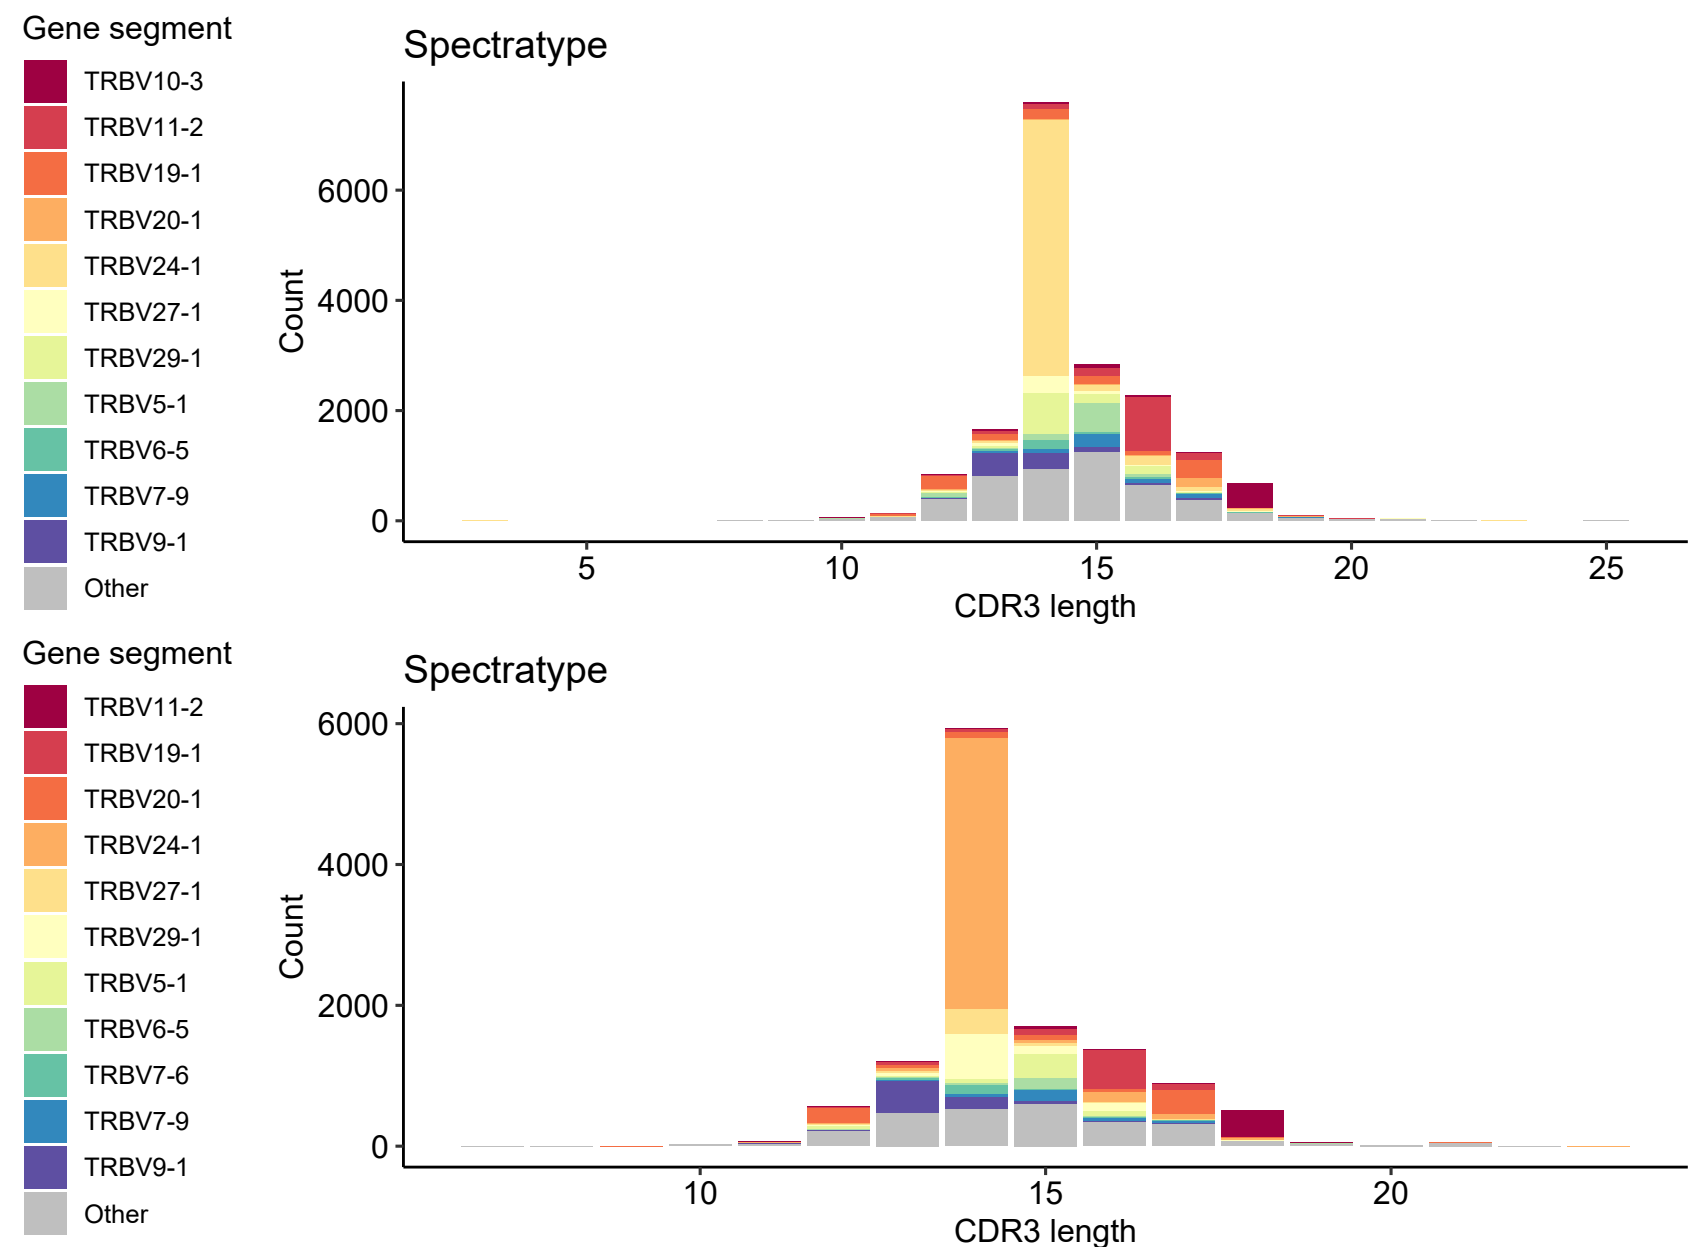 Gene segment
TRBV10-3
TRBV11-2
TRBV19-1
TRBV20-1
TRBV24-1
TRBV27-1
TRBV29-1
TRBV5-1
TRBV6-5
TRBV7-9
TRBV9-1
Other
Spectratype
Count
6000
4000
2000
0
5 10 15 20 25
CDR3 length
Gene segment
TRBV11-2
TRBV19-1
TRBV20-1
TRBV24-1
TRBV27-1
TRBV29-1
TRBV5-1
TRBV6-5
TRBV7-6
TRBV7-9
TRBV9-1
Other
Spectratype
Count
6000
4000
2000
0
10 15 20
CDR3 length